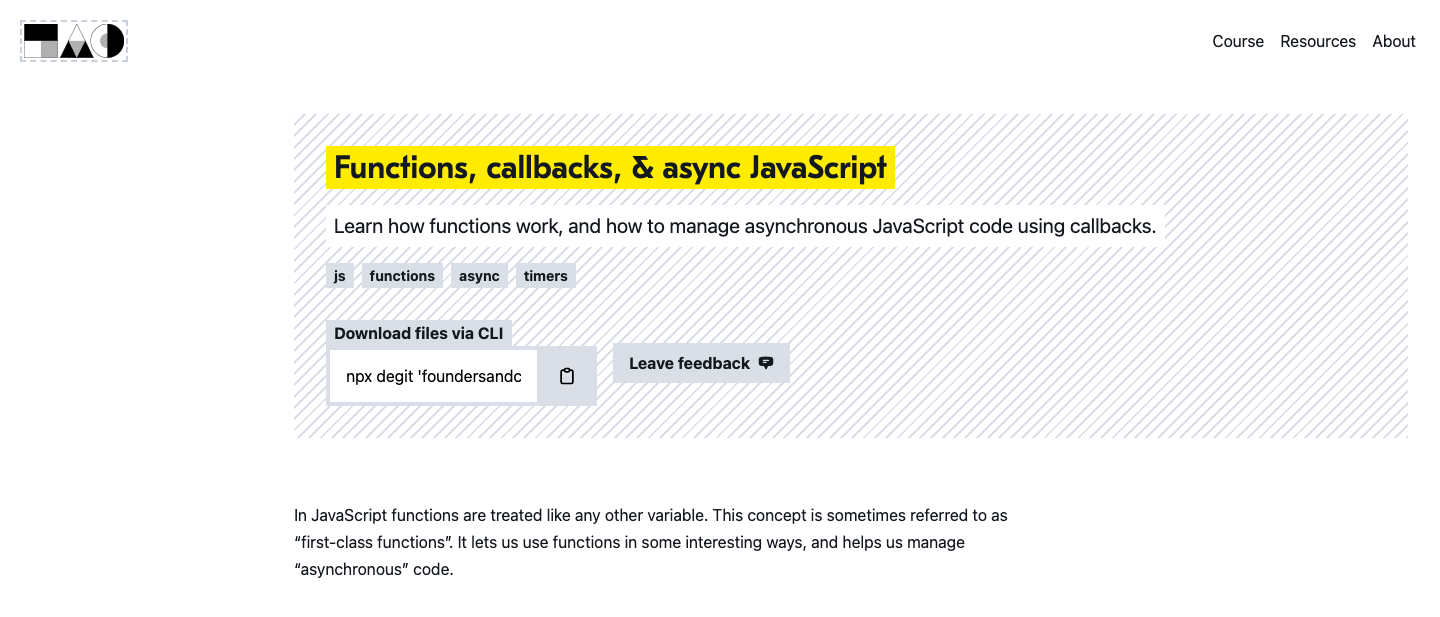 Course Resources About
Functions, callbacks, & async JavaScript
Learn how functions work, and how to manage asynchronous JavaScript code using callbacks.
js functions async timers
Download files via CLI
npx degit 'foundersandc
Leave feedback
In JavaScript functions are treated like any other variable. This concept is sometimes referred to as
“first-class functions”. It lets us use functions in some interesting ways, and helps us manage
“asynchronous” code.